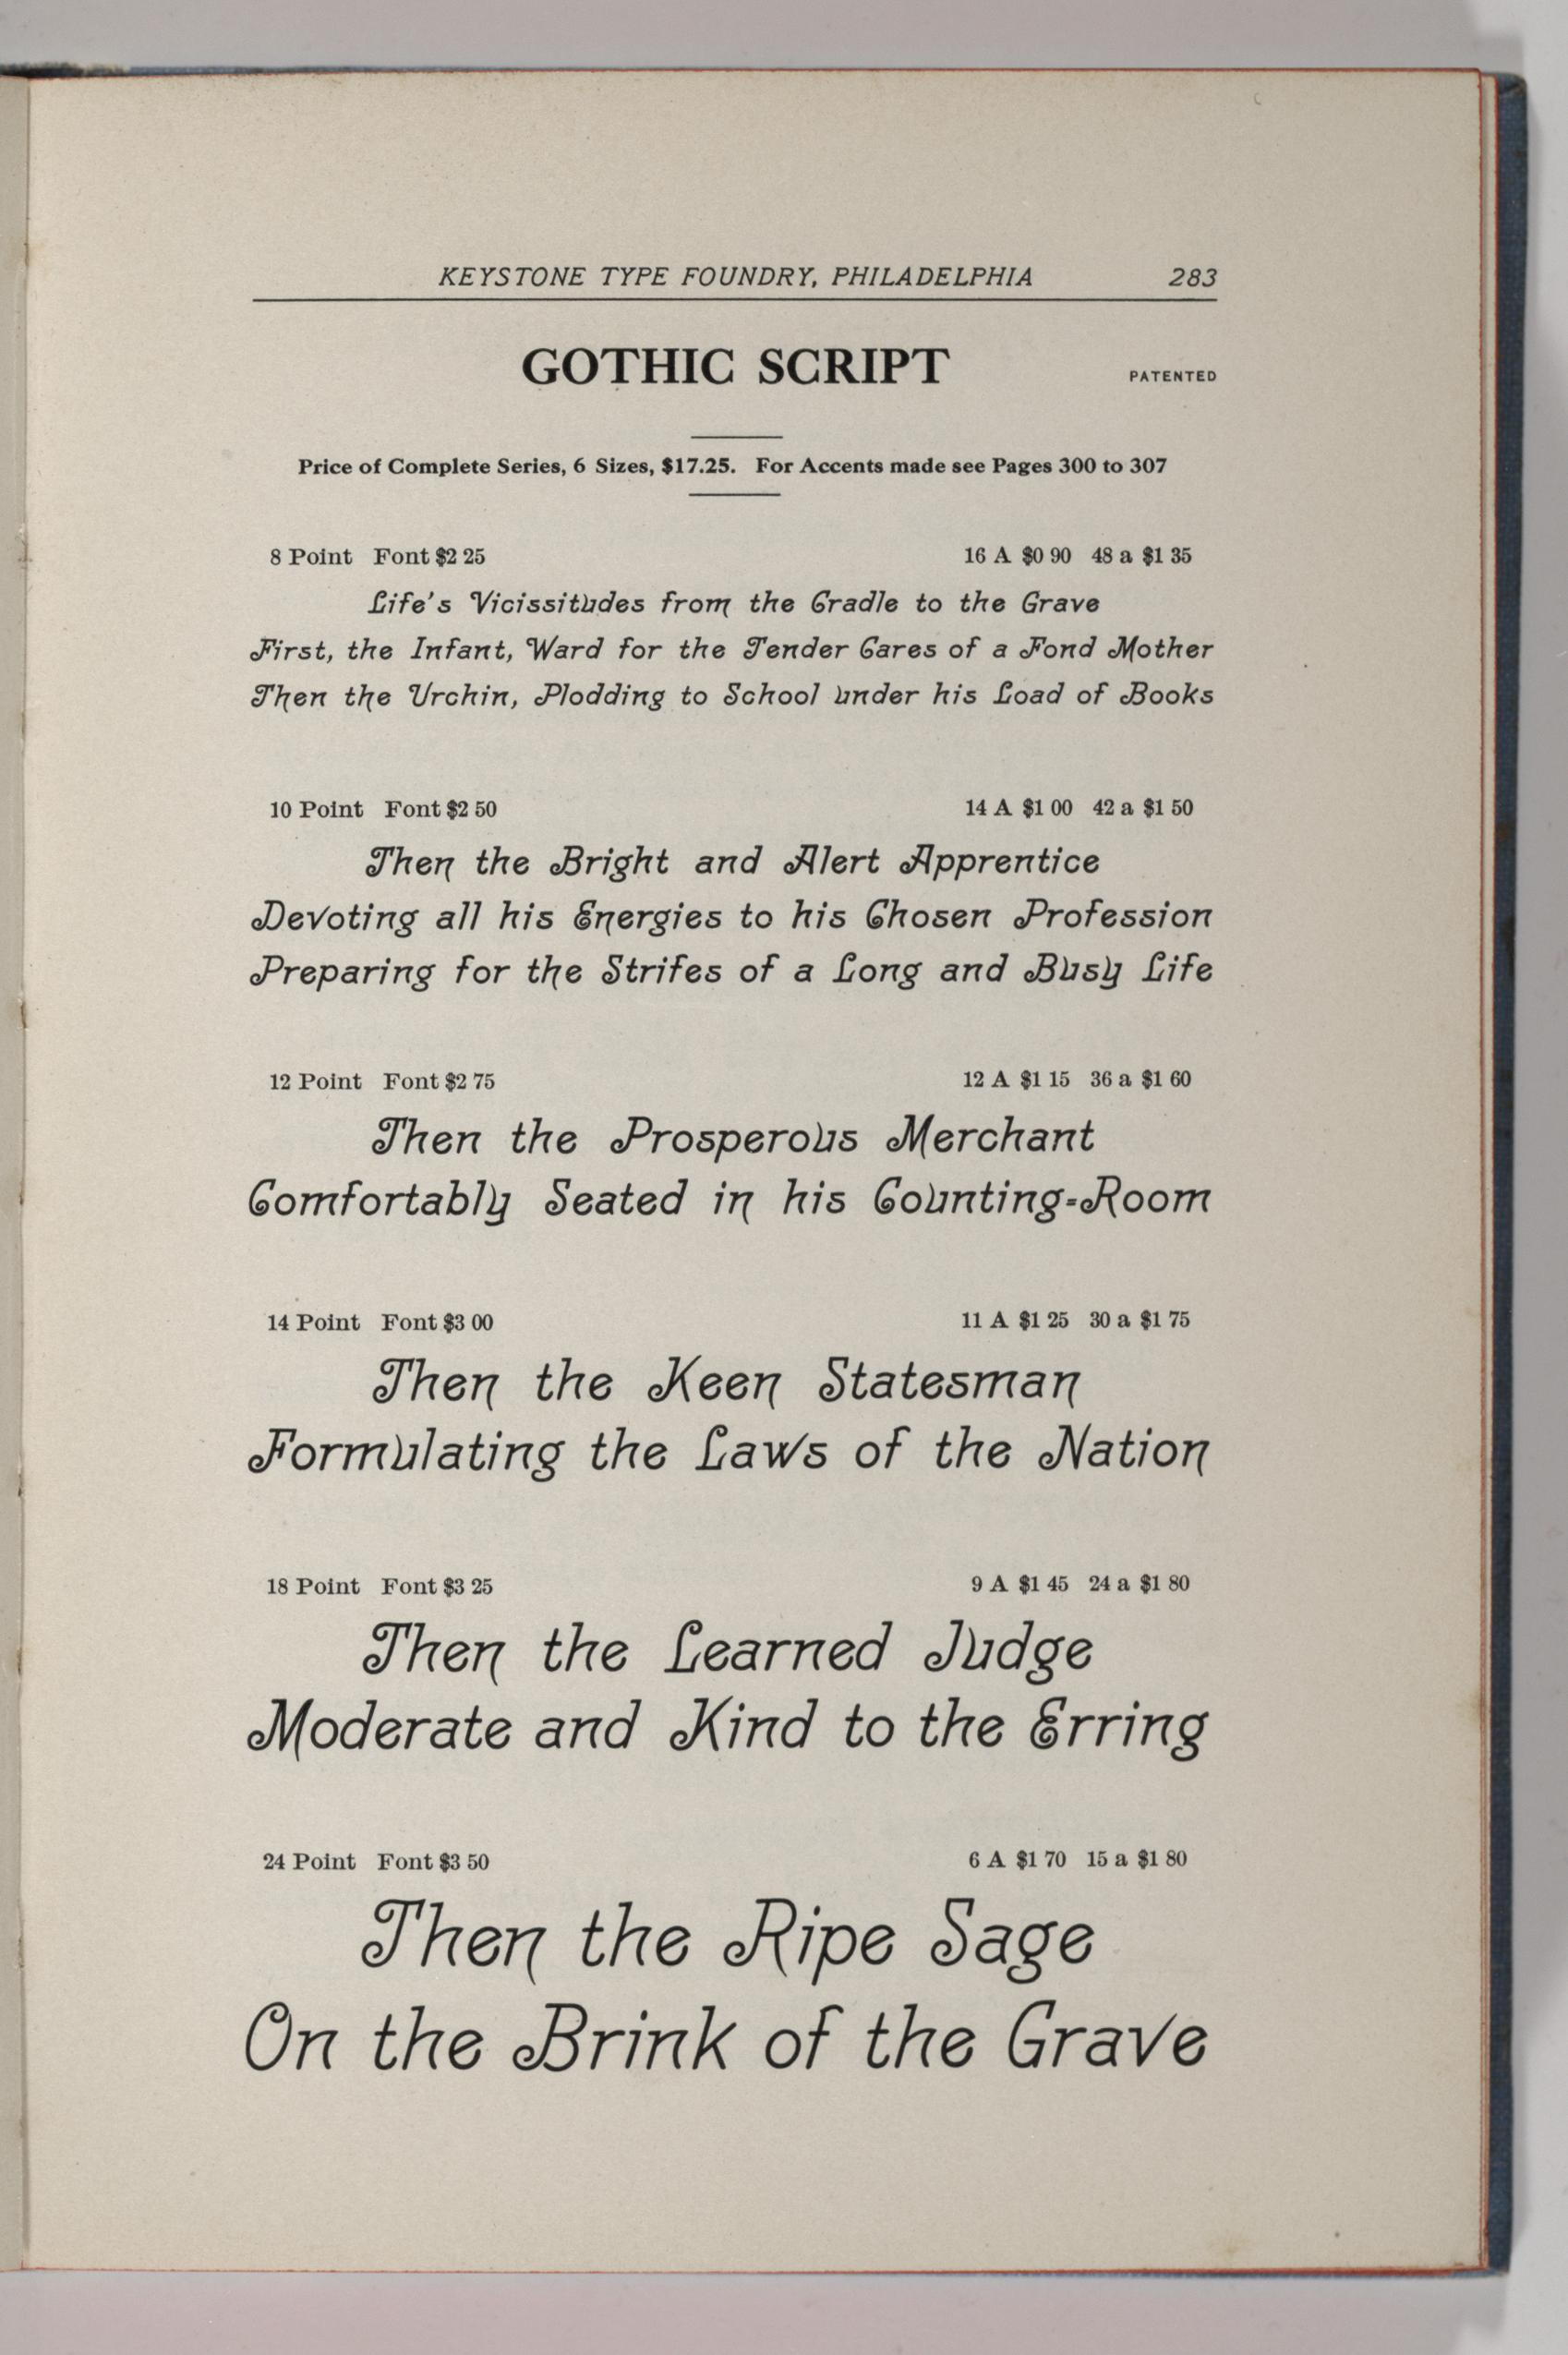 KEYSTONE TYPE FOUNDRY, PHILADELPHIA 283
GOTHIC SCRIPT PATENTED
Price of Complete Series, 6 Sizes, $17.25. For Accents made see Pages 300 to 307
8 Point Font $2 25 16 A $0 90 48 a $1 35
Life's Vicissitudes from the Cradle to the Grave
First, the Infant, Ward for the Tender Cares of a Fond Mother
Then the Urchin, Plodding to School under his Load of Books
10 Point Font $2 50 14 A $1 00 42 a $1 50
Then the Bright and Alert Apprentice
Devoting all his Energies to his Chosen Profession
Preparing for the Strifes of a Long and Busy Life
12 Point Font $2 75 12 A $1 15 36 a $1 60
Then the Prosperous Merchant
Comfortably Seated in his Counting-Room
14 Point Font $3 00 11 A $1 25 30 a $1 75
Then the Keen Statesman
Formulating the Laws of the Nation
18 Point Font $3 25 9 A $1 45 24 a $1 80
Then the Learned Judge
Moderate and Kind to the Erring
24 Point Font $3 50 6 A $1 70 15 a $1 80
Then the Ripe Sage
On the Brink of the Grave